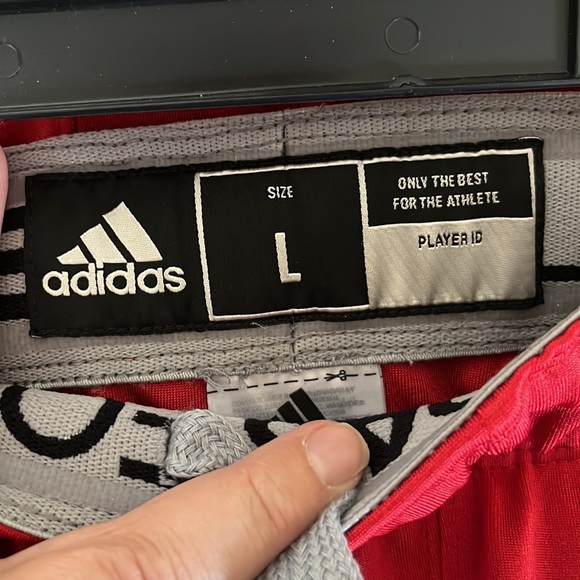 adidas
SIZE
L
ONLY THE BEST
FOR THE ATHLETE
PLAYER ID